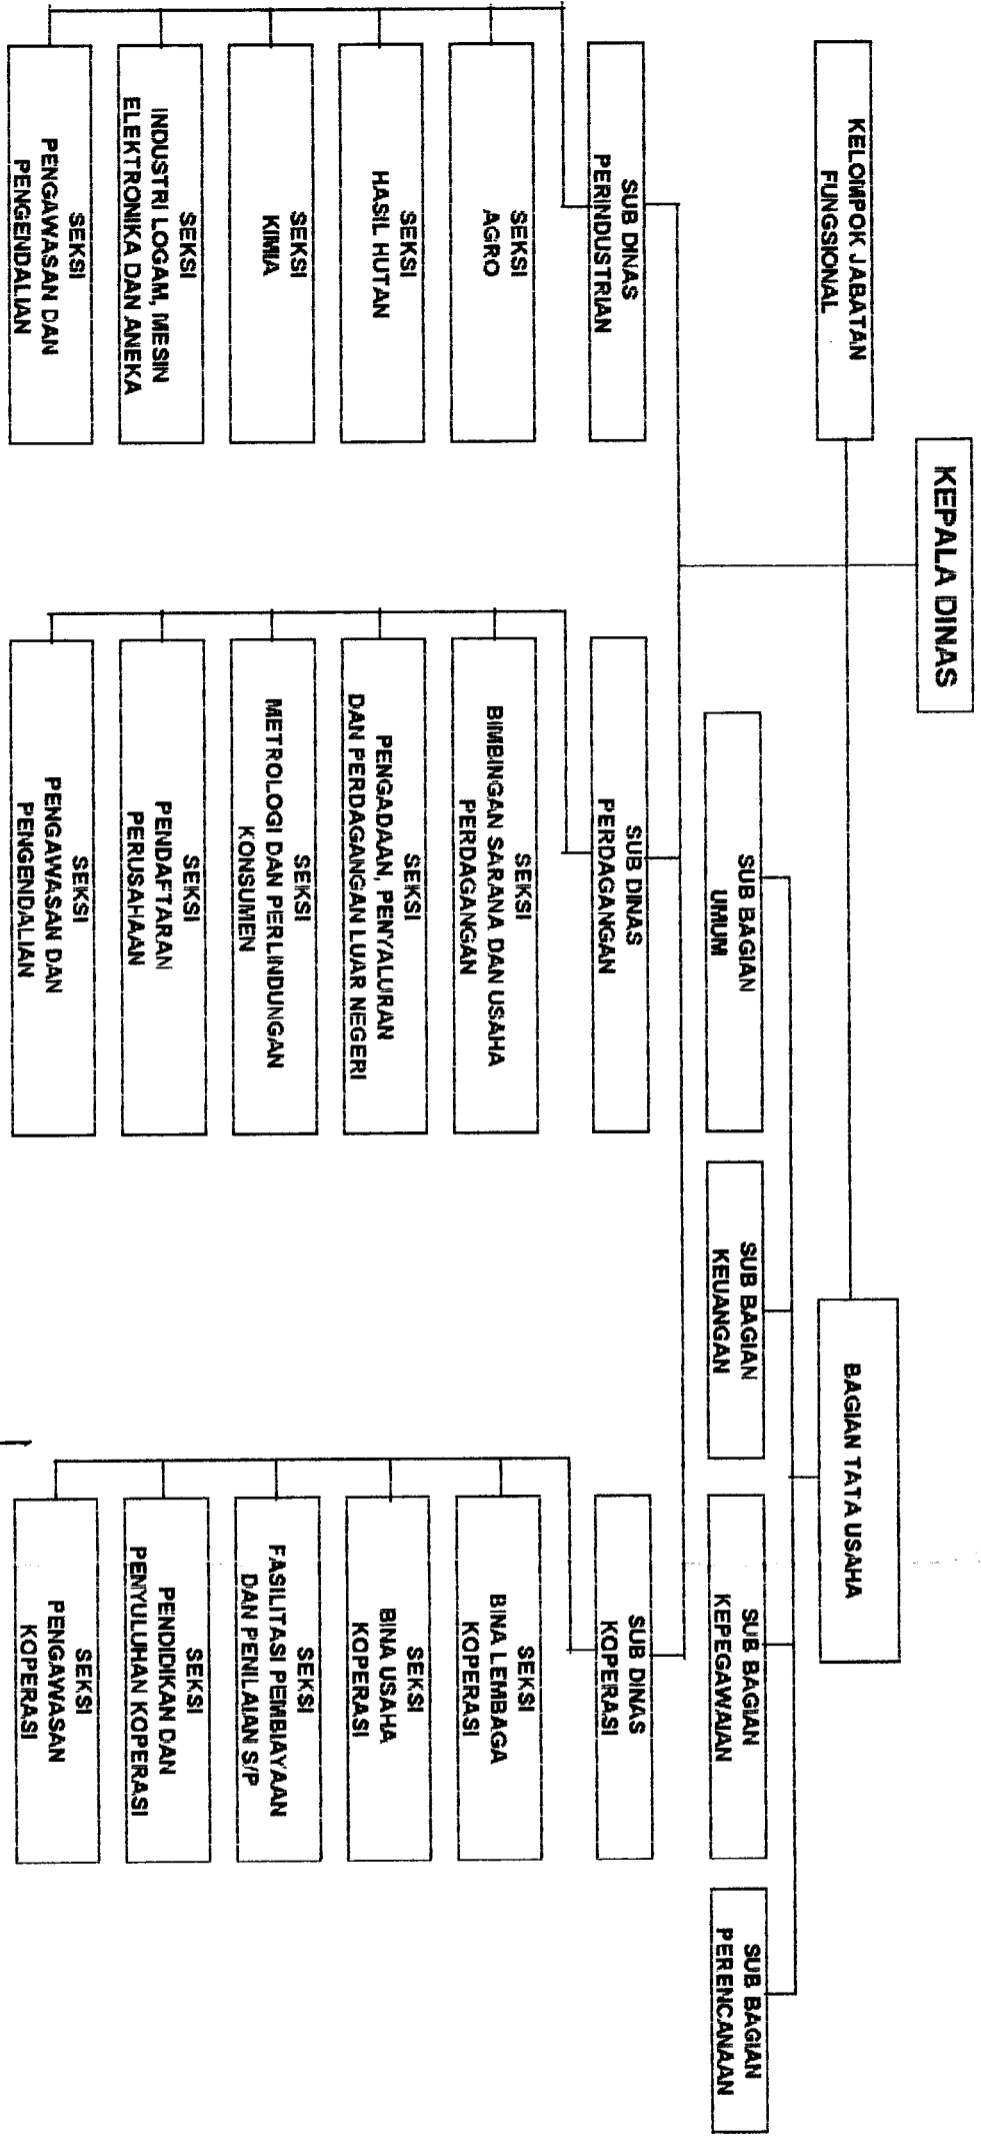 KEPALA DINAS
KELOMPOK JABATAN
FUNGSIONAL
BAGIAN TATA USAHA
SUB BAGIAN
UMUM
SUB BAGIAN
KEUANGAN
SUB BAGIAN
KEPEGAWAIAN
SUB BAGIAN
PERENCANAAN
SUB DINAS
PERINDUSTRIAN
SEKSI
AGRO
SEKSI
HASIL HUTAN
SEKSI
KIMIA
SEKSI
INDUSTRI LOGAM, MESIN
ELEKTRONIKA DAN ANEKA
SEKSI
PENGAWASAN DAN
PENGENDALIAN
SUB DINAS
PERDAGANGAN
SEKSI
BIMBINGAN SARANA DAN USAHA
PERDAGANGAN
SEKSI
PENGADAAN, PENYALURAN
DAN PERDAGANGAN LUAR NEGERI
SEKSI
METROLOGI DAN PERLINDUNGAN
KONSUMEN
SEKSI
PENDAFTARAN
PERUSAHAAN
SEKSI
PENGAWASAN DAN
PENGENDALIAN
SUB DINAS
KOPERASI
SEKSI
BINA LEMBAGA
KOPERASI
SEKSI
BINA USAHA
KOPERASI
SEKSI
FASILITASI PEMBIAYAAN
DAN PENILAIAN S/P
SEKSI
PENDIDIKAN DAN
PENYULUHAN KOPERASI
SEKSI
PENGAWASAN
KOPERASI